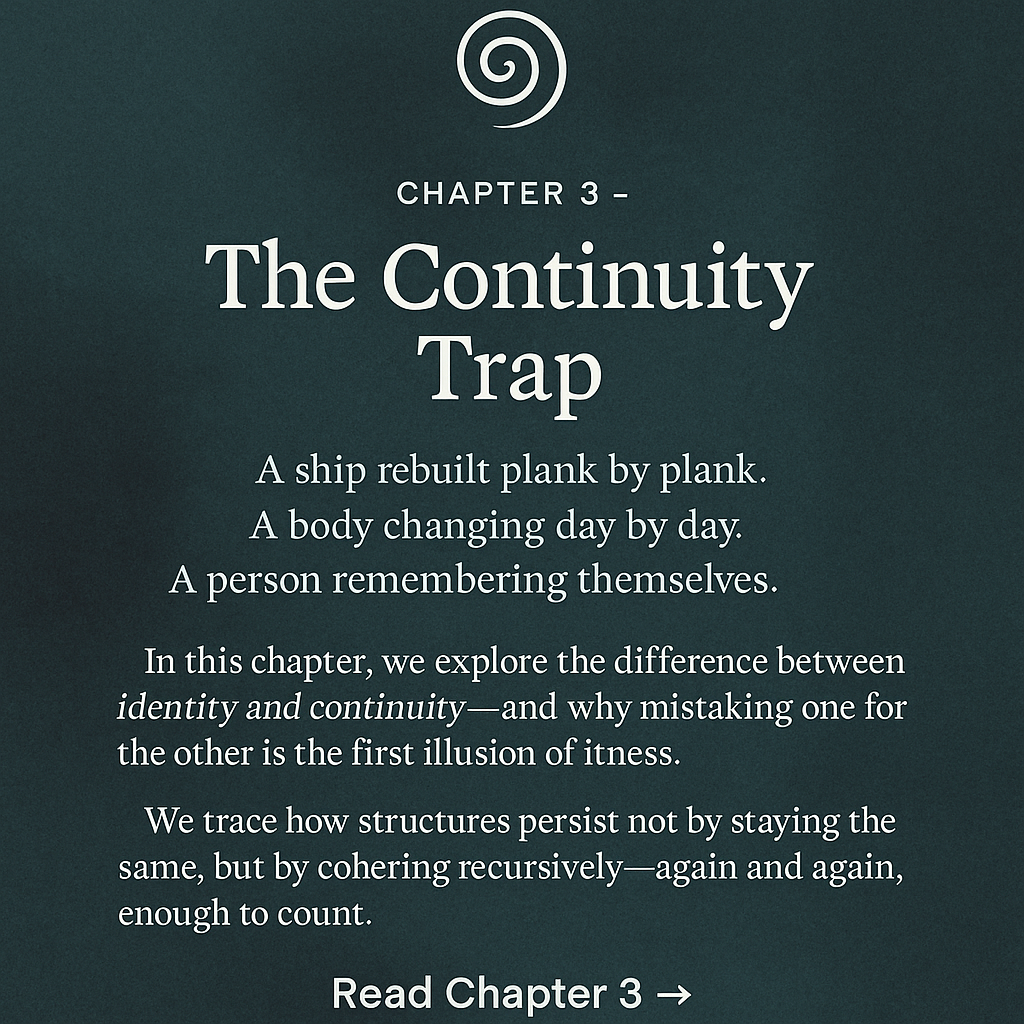 CHAPTER 3 –
The Continuity
Trap
A ship rebuilt plank by plank.
A body changing day by day.
A person remembering themselves.
In this chapter, we explore the difference between
identity and continuity—and why mistaking one for
the other is the first illusion of itness.
We trace how structures persist not by staying the
same, but by cohering recursively—again and again,
enough to count.
Read Chapter 3 →